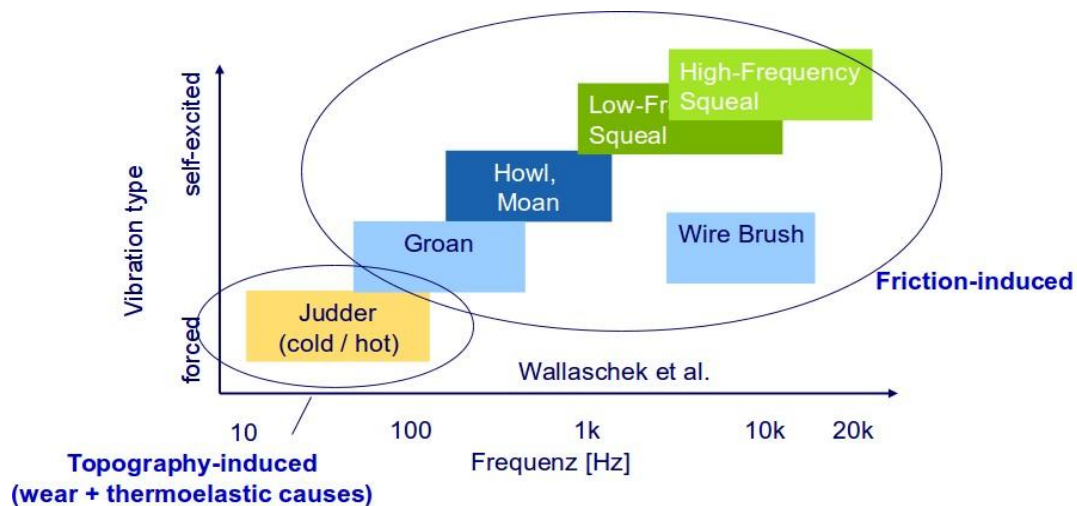 High-Frequency
Squeal
Low-Fr
Squeal
Howl,
Moan
Groan
Wire Brush
Friction-induced
Judder
(cold / hot)
Vibration type
self-excited
forced
Wallaschek et al.
10
100
1k
10k
20k
Frequenz [Hz]
Topography-induced
(wear + thermoelastic causes)